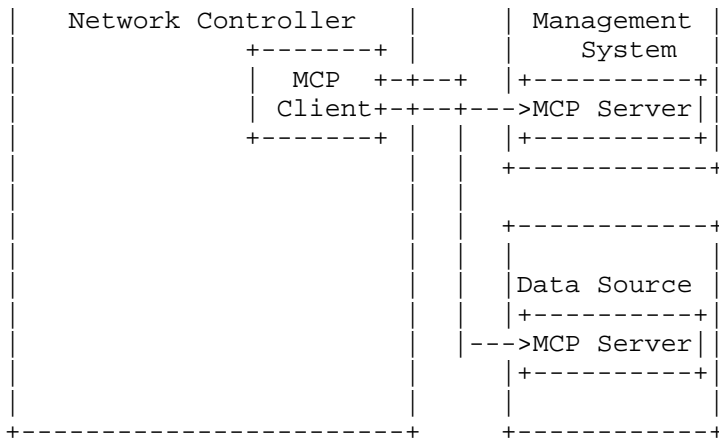 Network Controller Management
System
MCP
Client MCP Server
Data Source
MCP Server